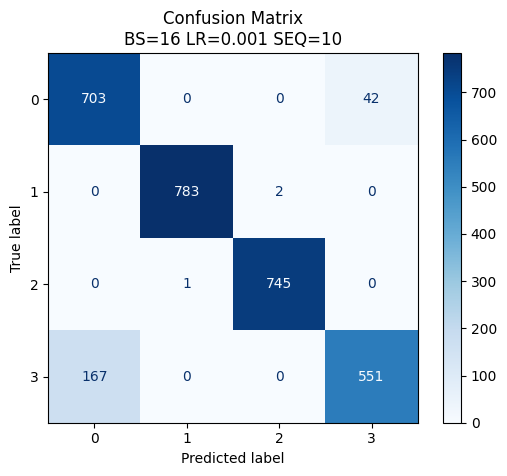 Confusion Matrix
BS=16 LR=0.001 SEQ=10
True label
0 703 0 0 42
1 0 783 2 0
2 0 1 745 0
3 167 0 0 551
0 1 2 3
Predicted label
700
600
500
400
300
200
100
0